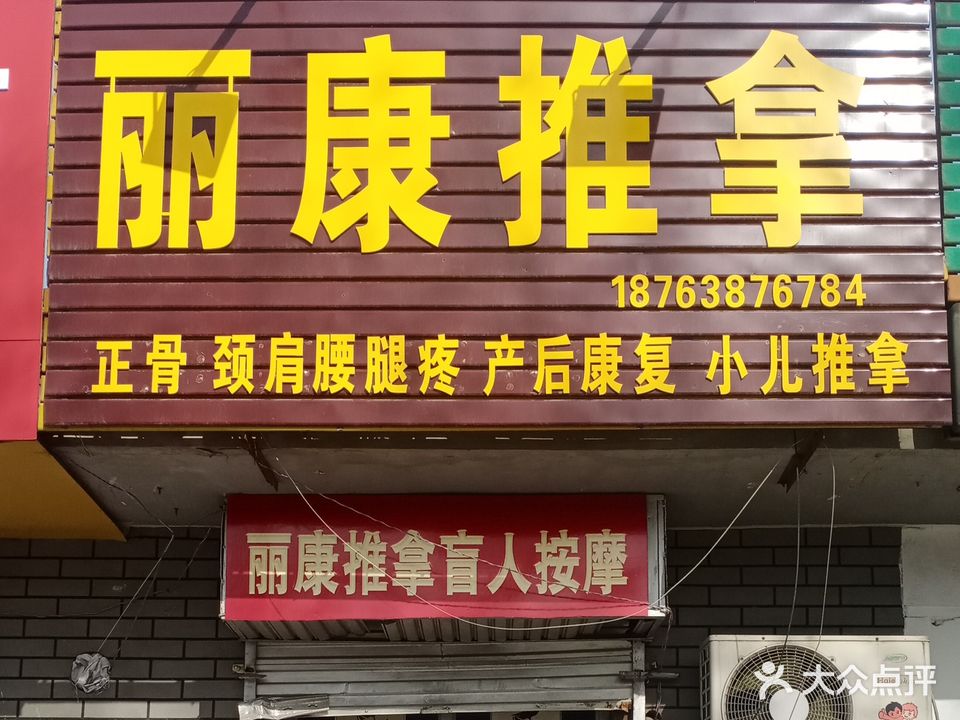 丽康推拿
18763876784
正骨 颈肩腰腿疼 产后康复 小儿推拿
丽康推拿盲人按摩
Haier
大众点评